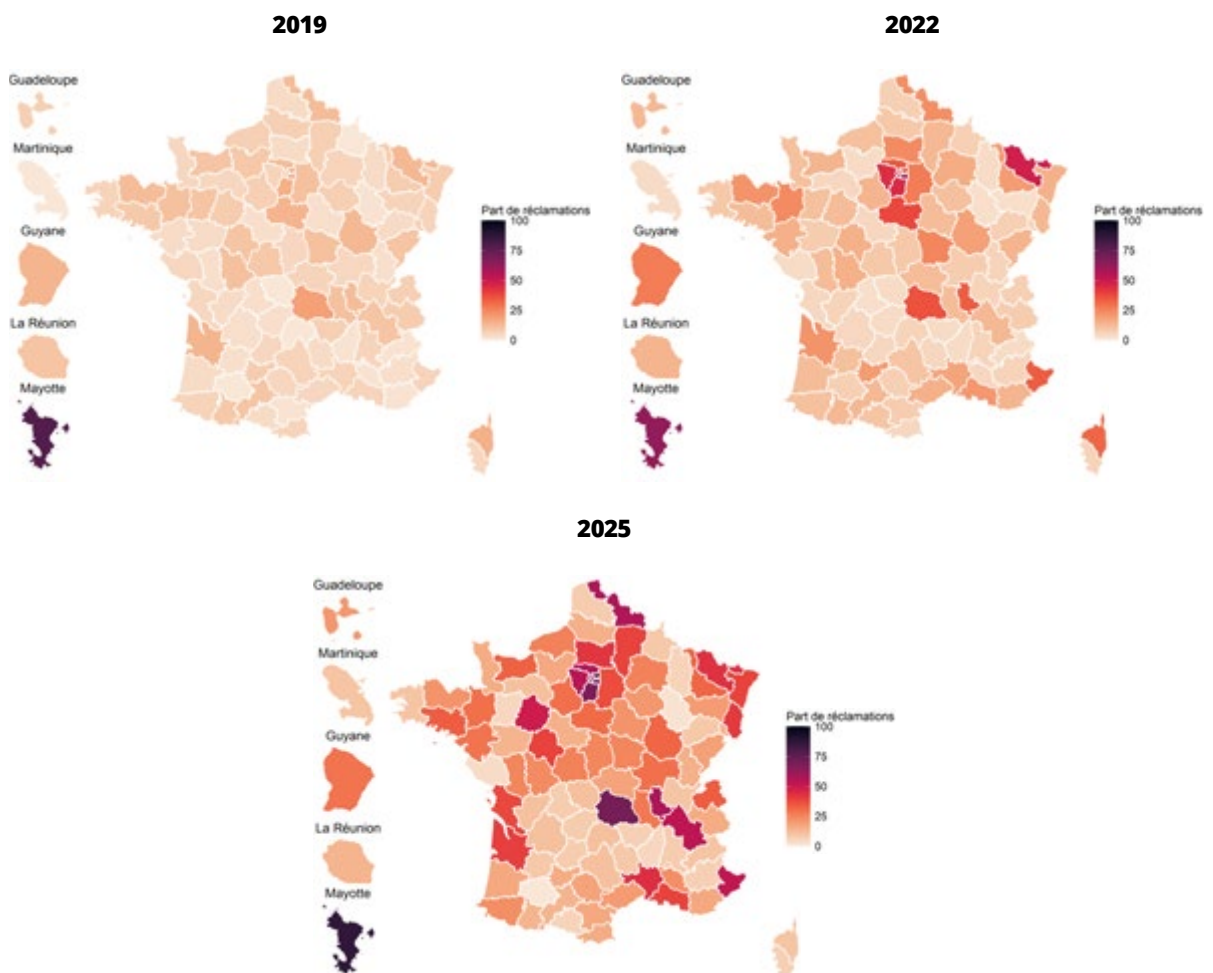 2019
2022
Guadeloupe
Martinique
Guyane
La Réunion
Mayotte
Part de réclamations
100
75
50
25
0
Guadeloupe
Martinique
Guyane
La Réunion
Mayotte
Part de réclamations
100
75
50
25
0
2025
Guadeloupe
Martinique
Guyane
La Réunion
Mayotte
Part de réclamations
100
75
50
25
0